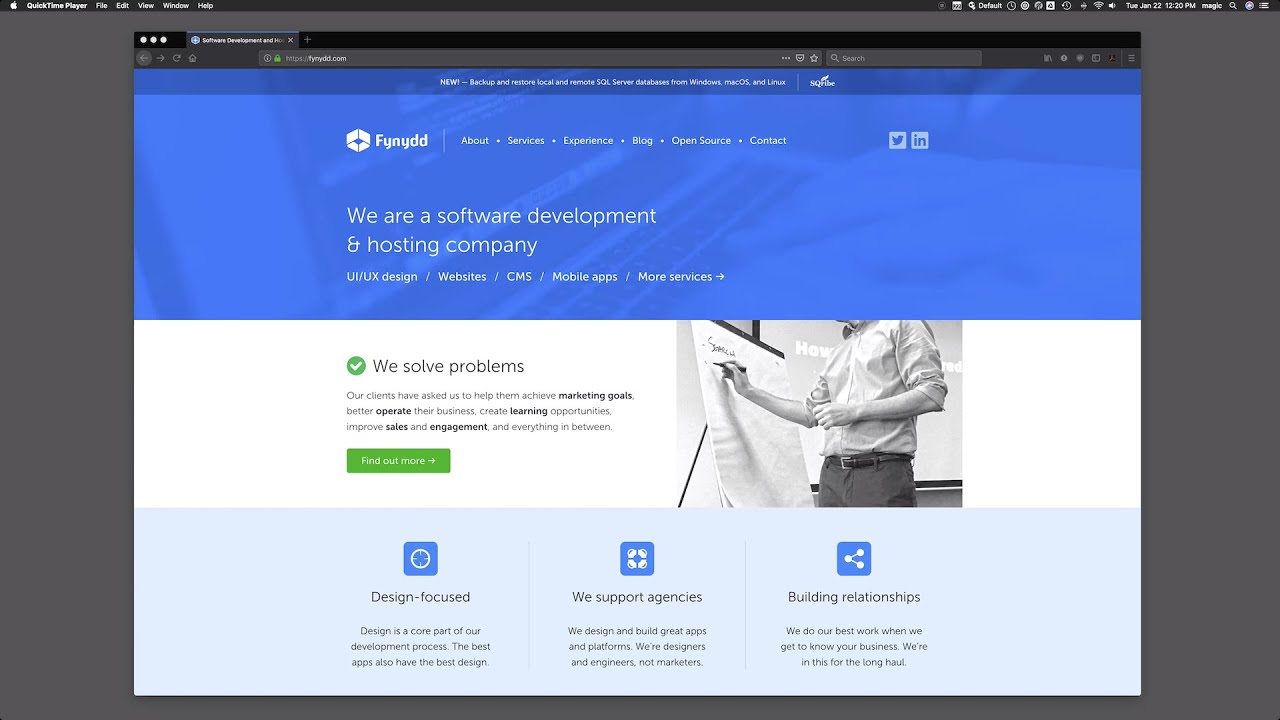 QuickTime Player File Edit View Window Help
Default Tue Jan 22 12:20 PM magic
Software Development and Ho
https://fynydd.com
Search
NEW! — Backup and restore local and remote SQL Server databases from Windows, macOS, and Linux
SQribe
Fynydd
About • Services • Experience • Blog • Open Source • Contact
We are a software development
& hosting company
UI/UX design / Websites / CMS / Mobile apps / More services →
We solve problems
Our clients have asked us to help them achieve marketing goals,
better operate their business, create learning opportunities,
improve sales and engagement, and everything in between.
Find out more →
SEARCH
How
red
Design-focused
Design is a core part of our
development process. The best
apps also have the best design.
We support agencies
We design and build great apps
and platforms. We're designers
and engineers, not marketers.
Building relationships
We do our best work when we
get to know your business. We're
in this for the long haul.